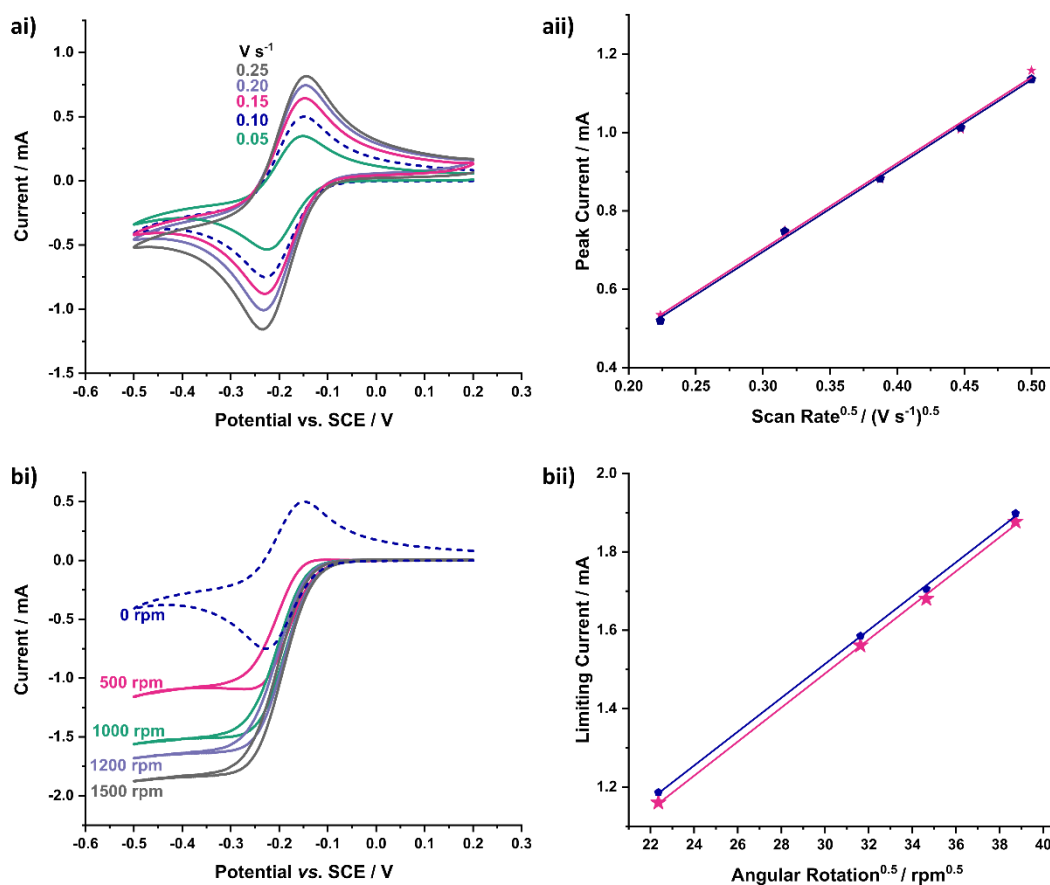 ai)
V s⁻¹
0.25
0.20
0.15
0.10
0.05
1.0
0.5
0.0
-0.5
-1.0
-1.5
Current / mA
-0.6 -0.5 -0.4 -0.3 -0.2 -0.1 0.0 0.1 0.2 0.3
Potential vs. SCE / V
aii)
1.2
1.0
0.8
0.6
0.4
Peak Current / mA
0.20 0.25 0.30 0.35 0.40 0.45 0.50
Scan Rate⁰·⁵ / (V s⁻¹)⁰·⁵
bi)
0.5
0.0
-0.5
-1.0
-1.5
-2.0
Current / mA
0 rpm
500 rpm
1000 rpm
1200 rpm
1500 rpm
-0.6 -0.5 -0.4 -0.3 -0.2 -0.1 0.0 0.1 0.2 0.3
Potential vs. SCE / V
bii)
2.0
1.8
1.6
1.4
1.2
Limiting Current / mA
22 24 26 28 30 32 34 36 38 40
Angular Rotation⁰·⁵ / rpm⁰·⁵